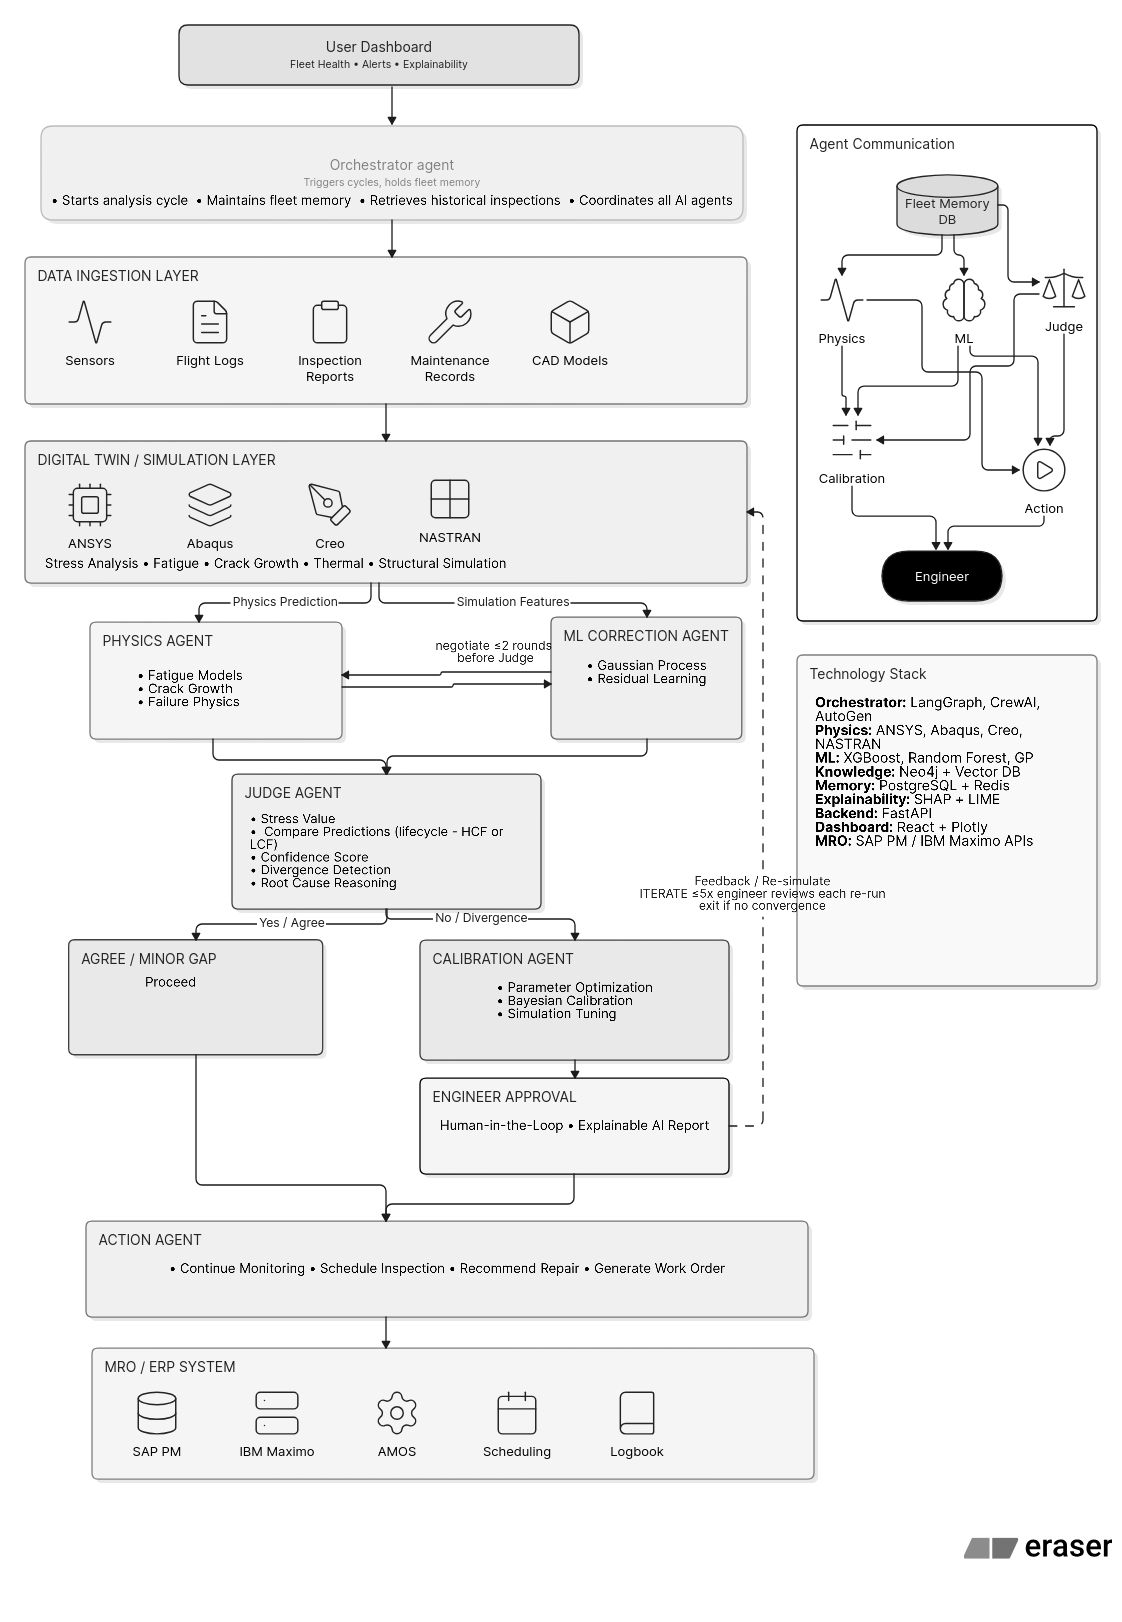 User Dashboard
Fleet Health • Alerts • Explainability
Orchestrator agent
Triggers cycles, holds fleet memory
• Starts analysis cycle • Maintains fleet memory • Retrieves historical inspections • Coordinates all AI agents
DATA INGESTION LAYER
Sensors
Flight Logs
Inspection
Reports
Maintenance
Records
CAD Models
DIGITAL TWIN / SIMULATION LAYER
ANSYS
Abaqus
Creo
NASTRAN
Stress Analysis • Fatigue • Crack Growth • Thermal • Structural Simulation
Physics Prediction
Simulation Features
PHYSICS AGENT
• Fatigue Models
• Crack Growth
• Failure Physics
negotiate ≤2 rounds
before Judge
ML CORRECTION AGENT
• Gaussian Process
• Residual Learning
JUDGE AGENT
• Stress Value
• Compare Predictions (lifecycle - HCF or
LCF)
• Confidence Score
• Divergence Detection
• Root Cause Reasoning
Yes / Agree
No / Divergence
AGREE / MINOR GAP
Proceed
CALIBRATION AGENT
• Parameter Optimization
• Bayesian Calibration
• Simulation Tuning
ENGINEER APPROVAL
Human-in-the-Loop • Explainable AI Report
Feedback / Re-simulate
ITERATE ≤5x engineer reviews each re-run
exit if no convergence
ACTION AGENT
• Continue Monitoring • Schedule Inspection • Recommend Repair • Generate Work Order
MRO / ERP SYSTEM
SAP PM
IBM Maximo
AMOS
Scheduling
Logbook
Agent Communication
Fleet Memory
DB
Physics
ML
Judge
Calibration
Action
Engineer
Technology Stack
Orchestrator: LangGraph, CrewAI,
AutoGen
Physics: ANSYS, Abaqus, Creo,
NASTRAN
ML: XGBoost, Random Forest, GP
Knowledge: Neo4j + Vector DB
Memory: PostgreSQL + Redis
Explainability: SHAP + LIME
Backend: FastAPI
Dashboard: React + Plotly
MRO: SAP PM / IBM Maximo APIs
eraser